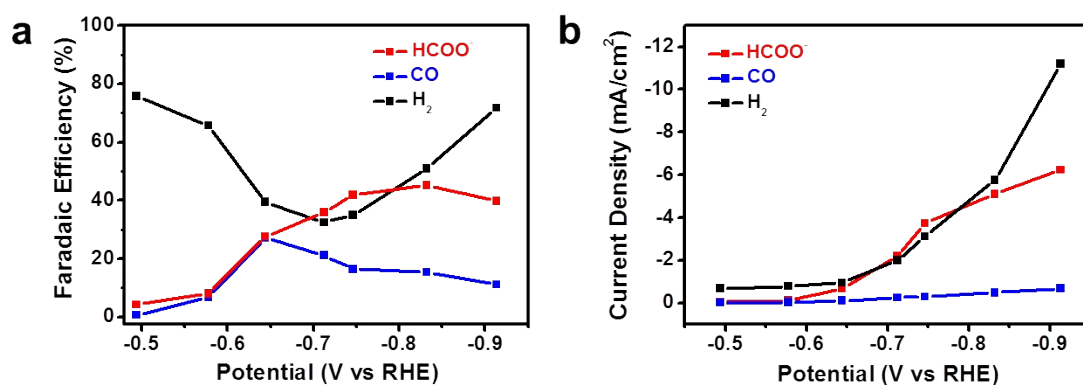 a
Faradaic Efficiency (%)
100
80
60
40
20
0
HCOO⁻
CO
H₂
-0.5 -0.6 -0.7 -0.8 -0.9
Potential (V vs RHE)
b
Current Density (mA/cm²)
-12
-10
-8
-6
-4
-2
0
HCOO⁻
CO
H₂
-0.5 -0.6 -0.7 -0.8 -0.9
Potential (V vs RHE)